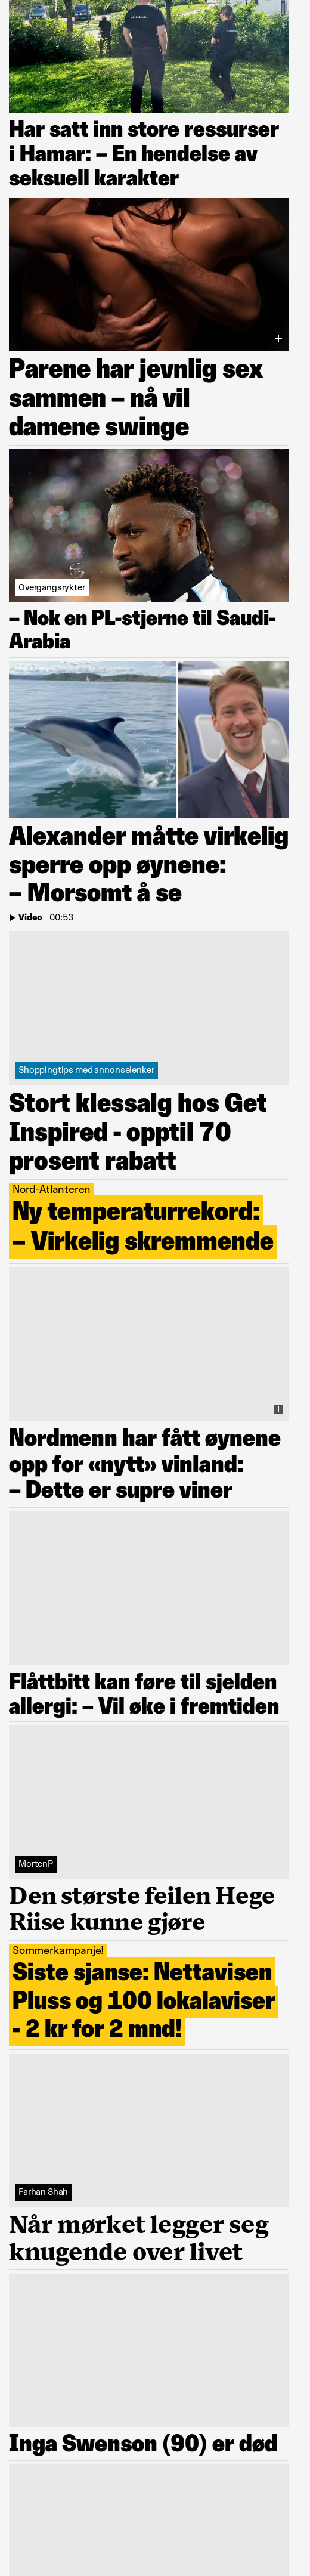 Har satt inn store ressurser
i Hamar: – En hendelse av
seksuell karakter
Parene har jevnlig sex
sammen – nå vil
damene swinge
Overgangsrykter
– Nok en PL-stjerne til Saudi-
Arabia
Alexander måtte virkelig
sperre opp øynene:
– Morsomt å se
Video | 00:53
Shoppingtips med annonselenker
Stort klessalg hos Get
Inspired - opptil 70
prosent rabatt
Nord-Atlanteren
Ny temperaturrekord:
– Virkelig skremmende
Nordmenn har fått øynene
opp for «nytt» vinland:
– Dette er supre viner
Flåttbitt kan føre til sjelden
allergi: – Vil øke i fremtiden
MortenP
Den største feilen Hege
Riise kunne gjøre
Sommerkampanje!
Siste sjanse: Nettavisen
Pluss og 100 lokalaviser
- 2 kr for 2 mnd!
Farhan Shah
Når mørket legger seg
knugende over livet
Inga Swenson (90) er død